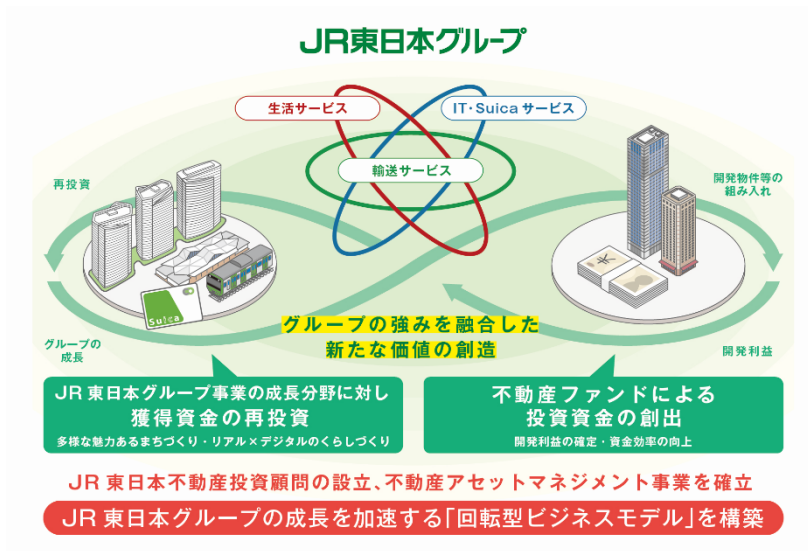 JR東日本グループ
生活サービス
IT・Suica サービス
輸送サービス
再投資
開発物件等の
組み入れ
Suica
グループの
成長
グループの強みを融合した
新たな価値の創造
開発利益
JR 東日本グループ事業の成長分野に対し
獲得資金の再投資
多様な魅力あるまちづくり・リアル×デジタルのくらしづくり
不動産ファンドによる
投資資金の創出
開発利益の確定・資金効率の向上
JR 東日本不動産投資顧問の設立、不動産アセットマネジメント事業を確立
JR 東日本グループの成長を加速する「回転型ビジネスモデル」を構築